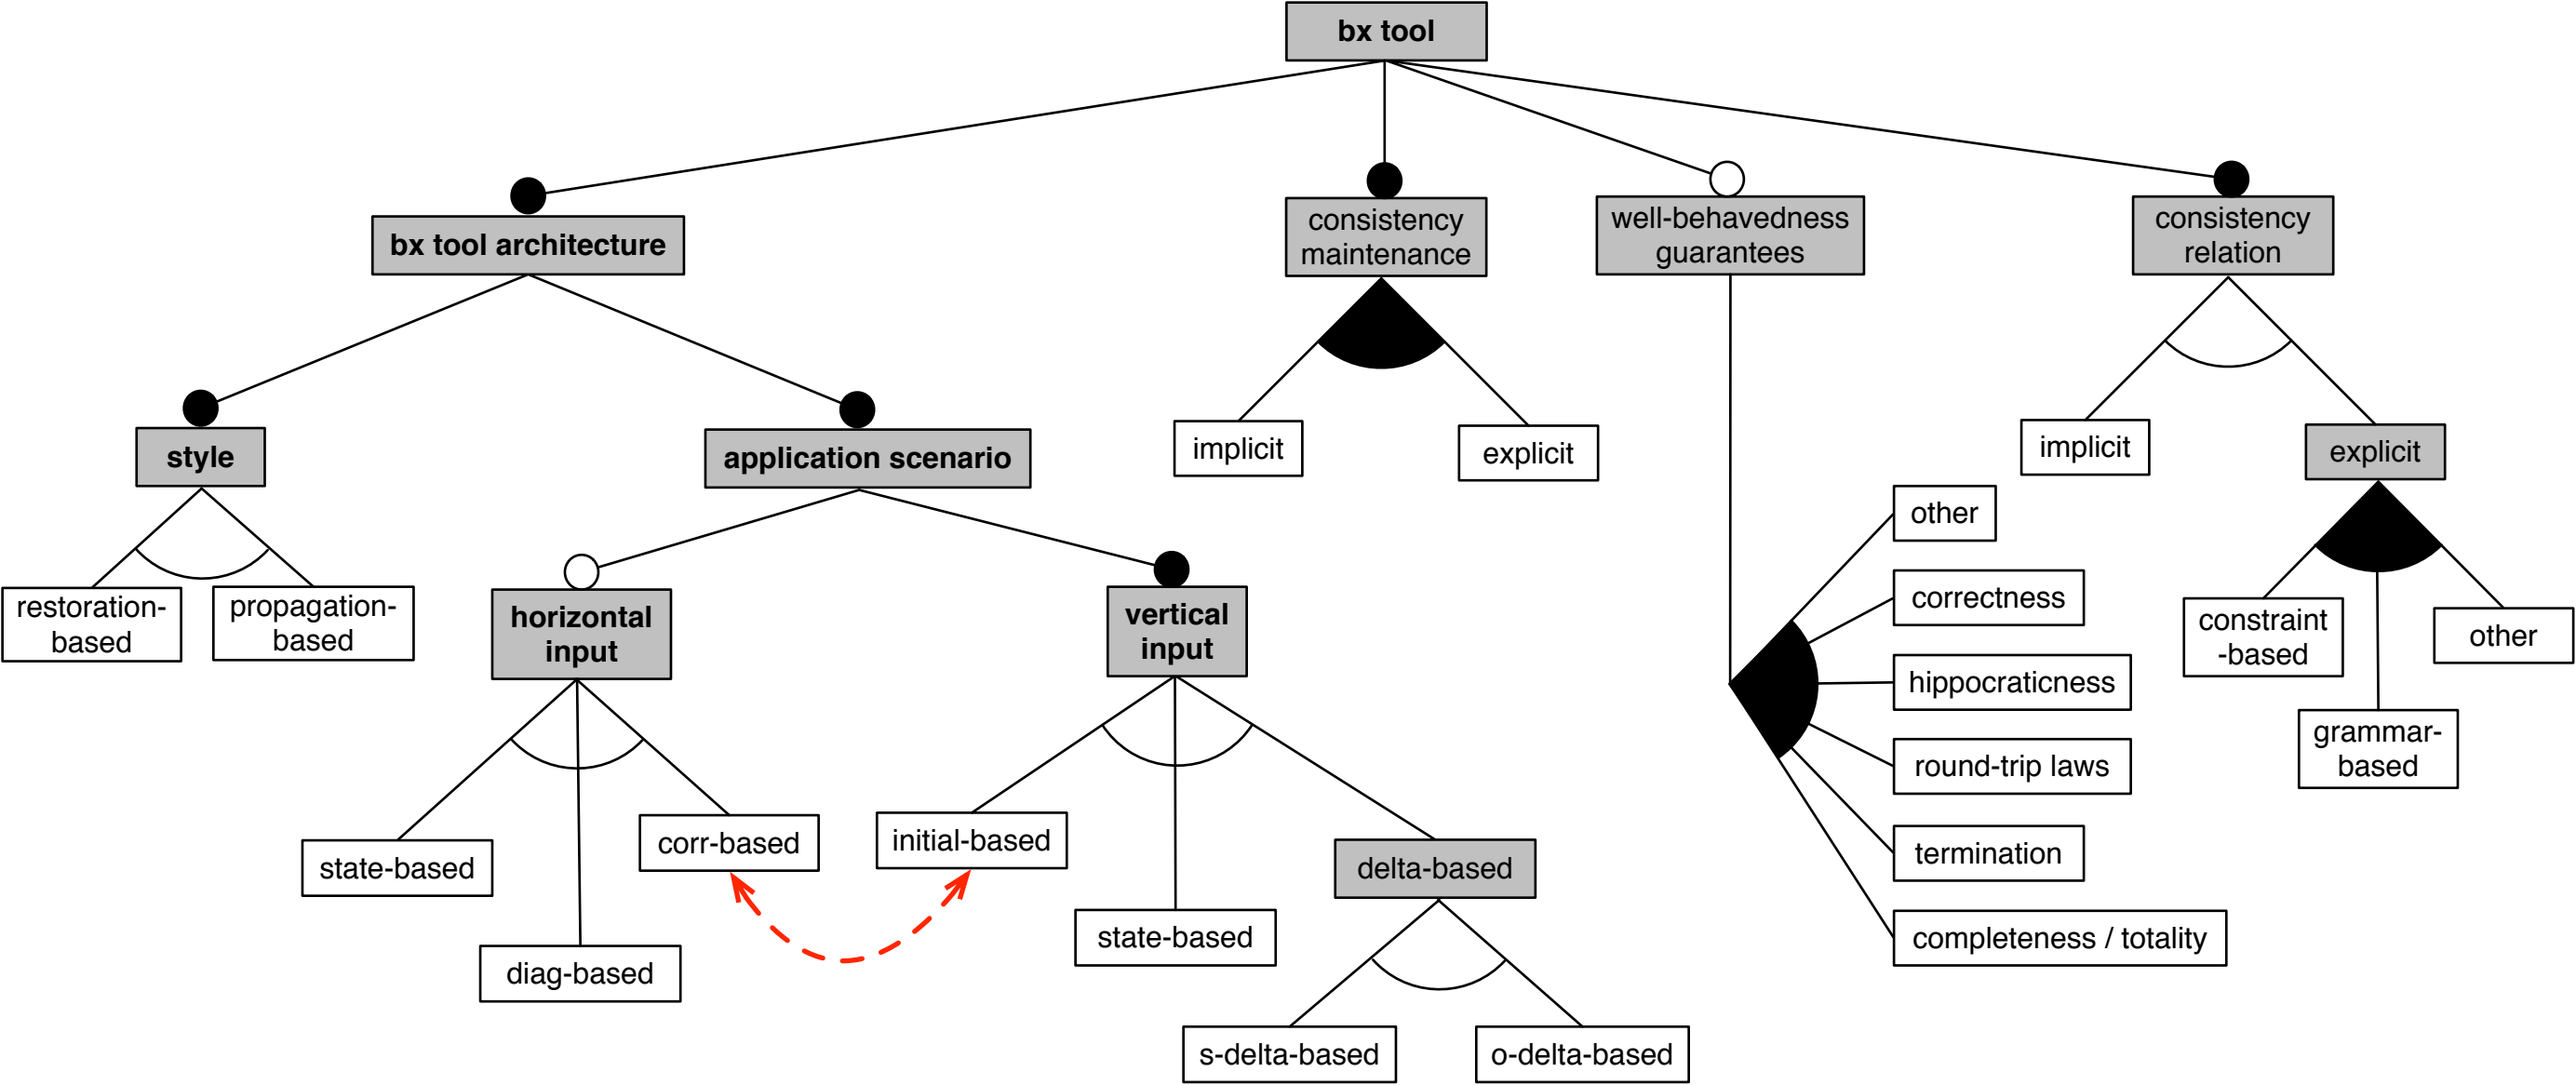 bx tool
bx tool architecture
consistency
maintenance
well-behavedness
guarantees
consistency
relation
style
application scenario
implicit
explicit
implicit
explicit
restoration-
based
propagation-
based
horizontal
input
vertical
input
other
correctness
hippocraticness
round-trip laws
termination
completeness / totality
constraint
-based
other
grammar-
based
state-based
diag-based
corr-based
initial-based
state-based
delta-based
s-delta-based
o-delta-based